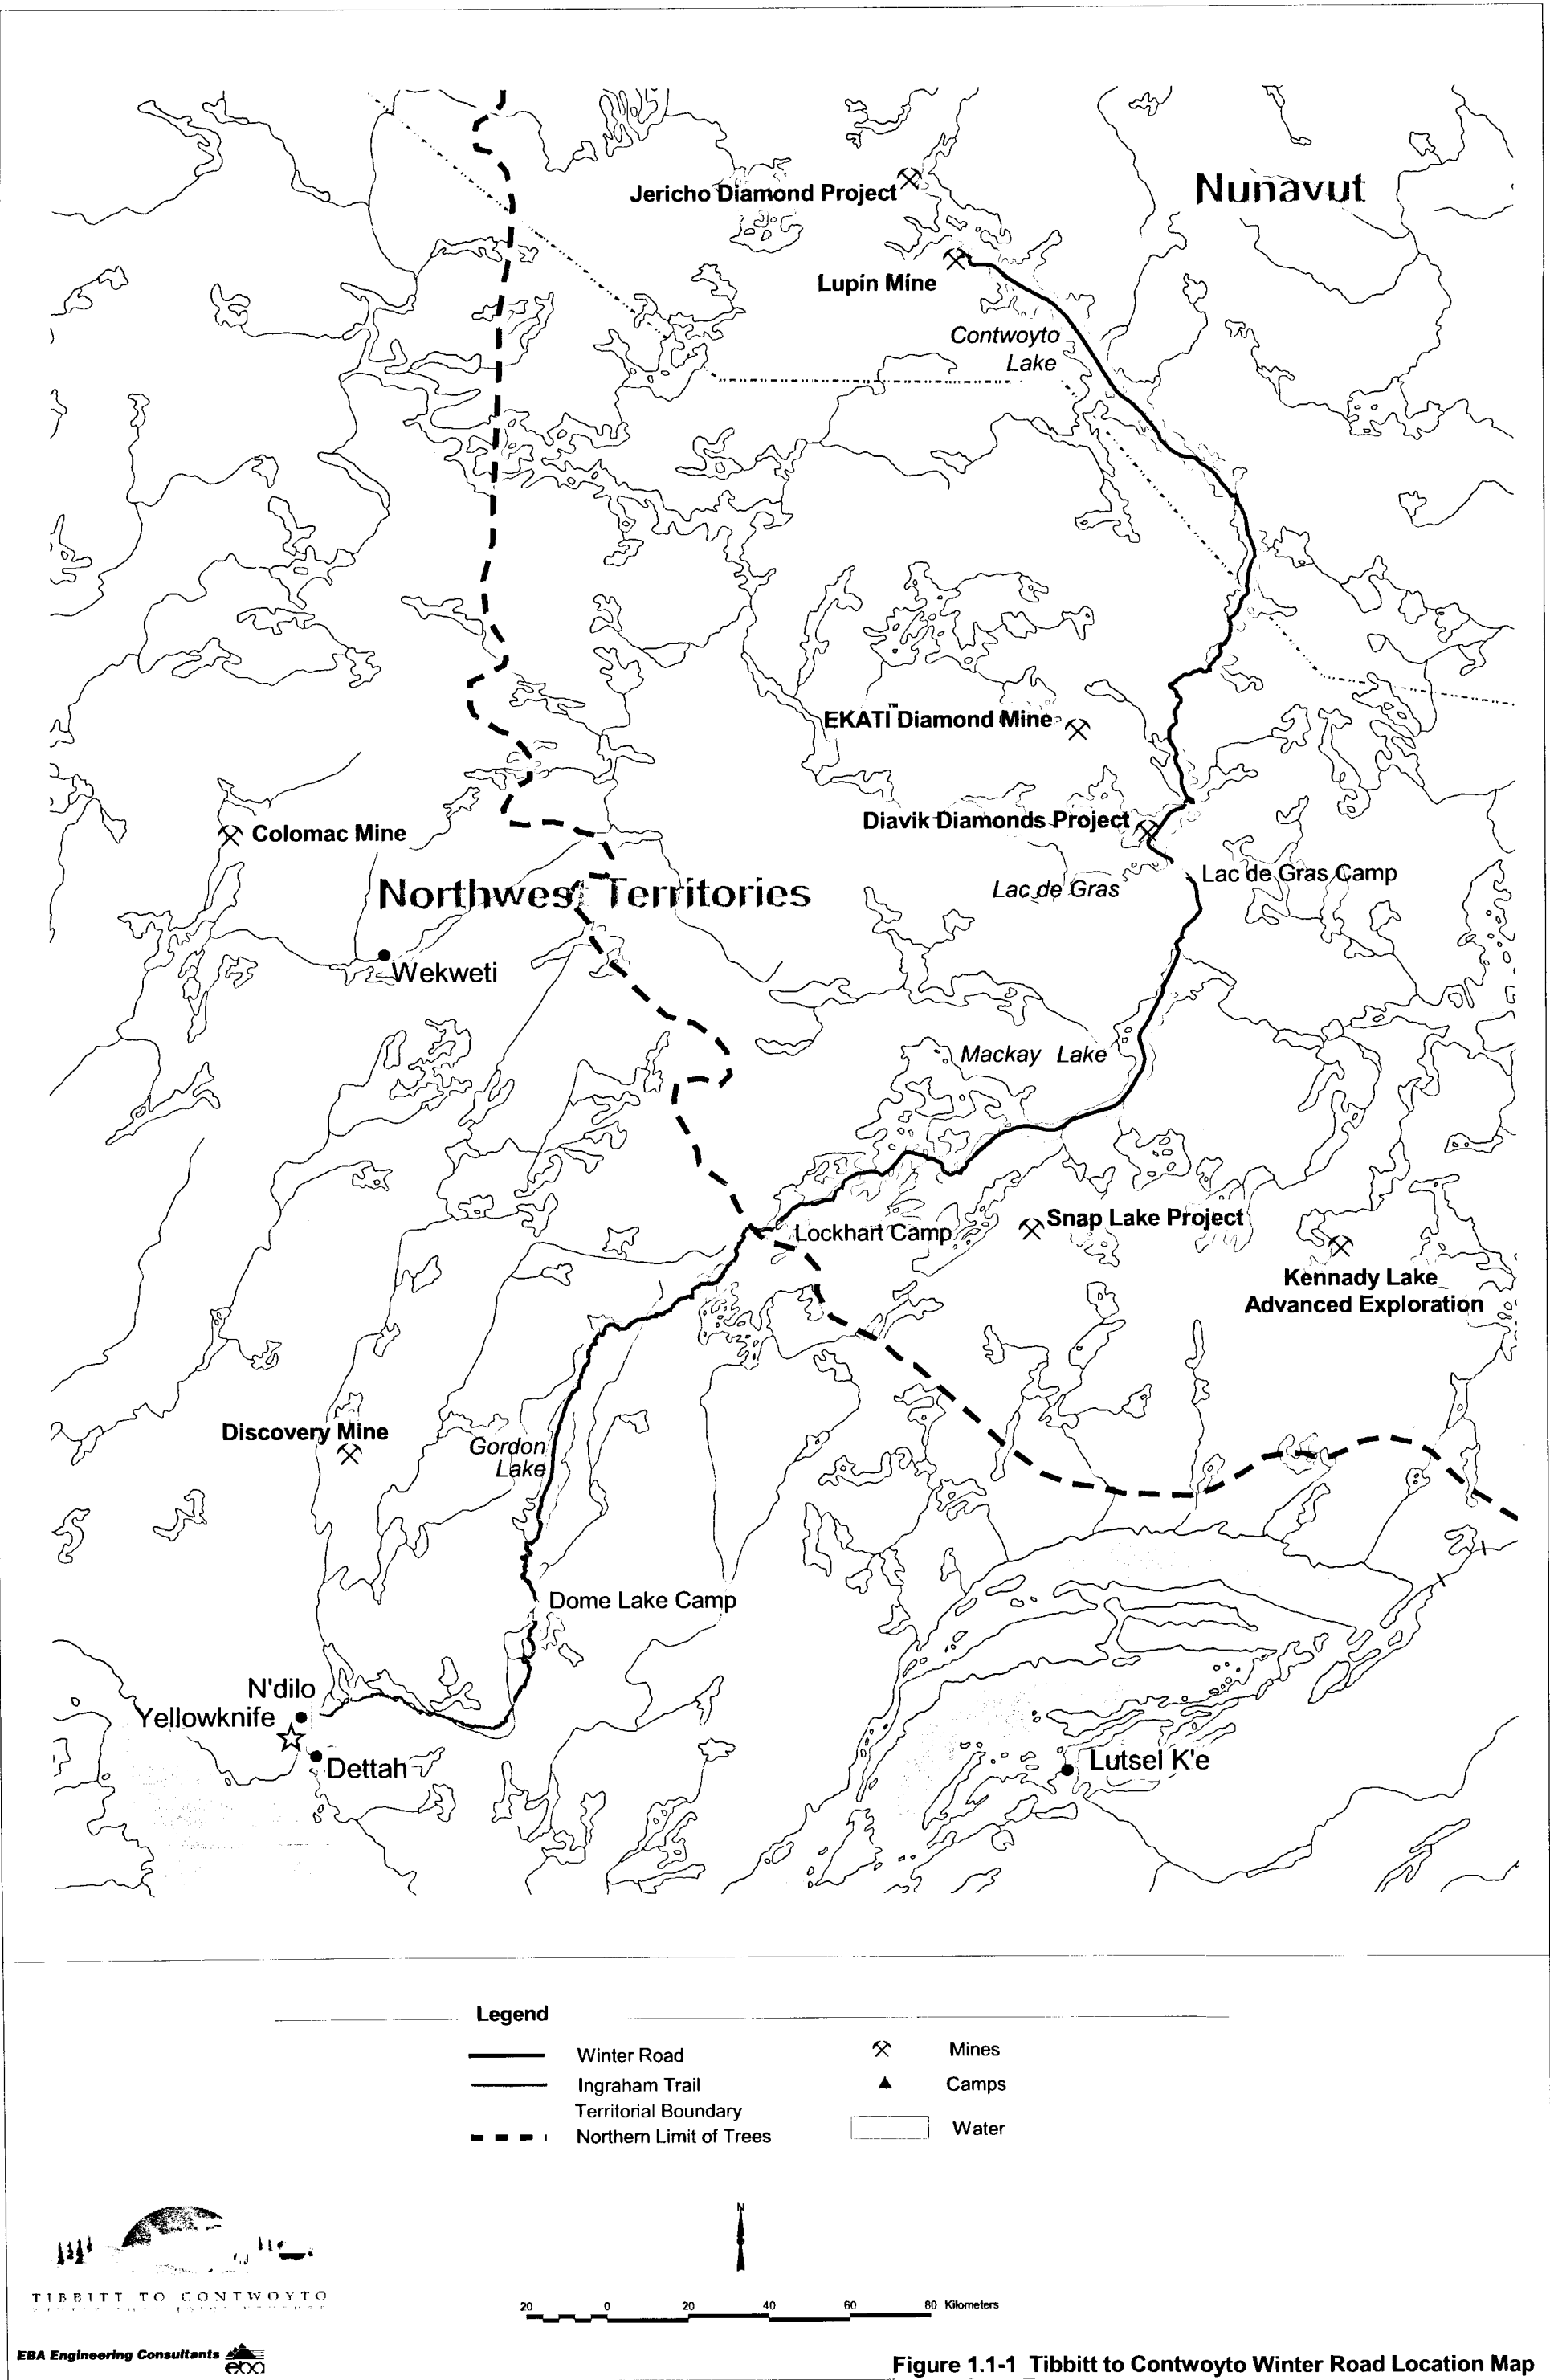 Nunavut
Jericho Diamond Project
Lupin Mine
Contwoyto
Lake
EKATI™ Diamond Mine
Diavik Diamonds Project
Colomac Mine
Lac de Gras Camp
Lac de Gras
Northwest Territories
Wekweti
Mackay Lake
Lockhart Camp
Snap Lake Project
Kennady Lake
Advanced Exploration
Discovery Mine
Gordon
Lake
Dome Lake Camp
N'dilo
Yellowknife
Dettah
Lutsel K'e
Legend
Winter Road
Ingraham Trail
Territorial Boundary
Northern Limit of Trees
Mines
Camps
Water
N
TIBBITT TO CONTWOYTO
20 0 20 40 60 80 Kilometers
EBA Engineering Consultants
eba
Figure 1.1-1 Tibbitt to Contwoyto Winter Road Location Map